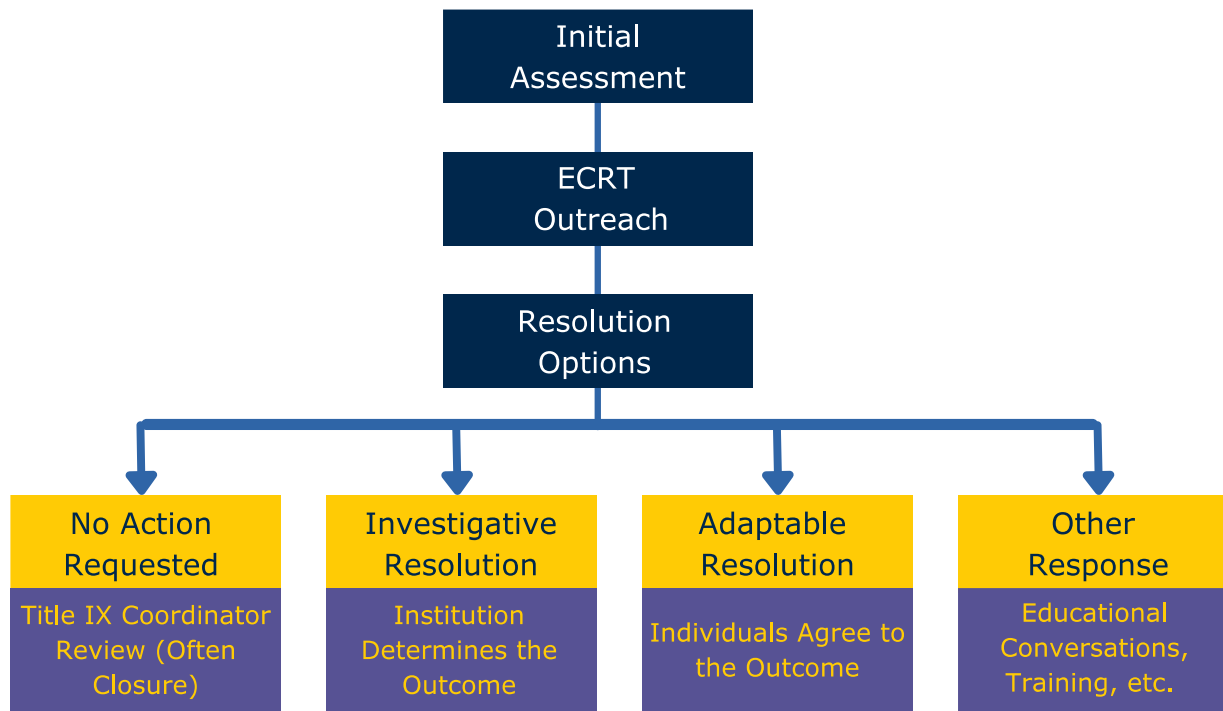 Initial
Assessment
ECRT
Outreach
Resolution
Options
No Action
Requested
Title IX Coordinator
Review (Often
Closure)
Investigative
Resolution
Institution
Determines the
Outcome
Adaptable
Resolution
Individuals Agree to
the Outcome
Other
Response
Educational
Conversations,
Training, etc.